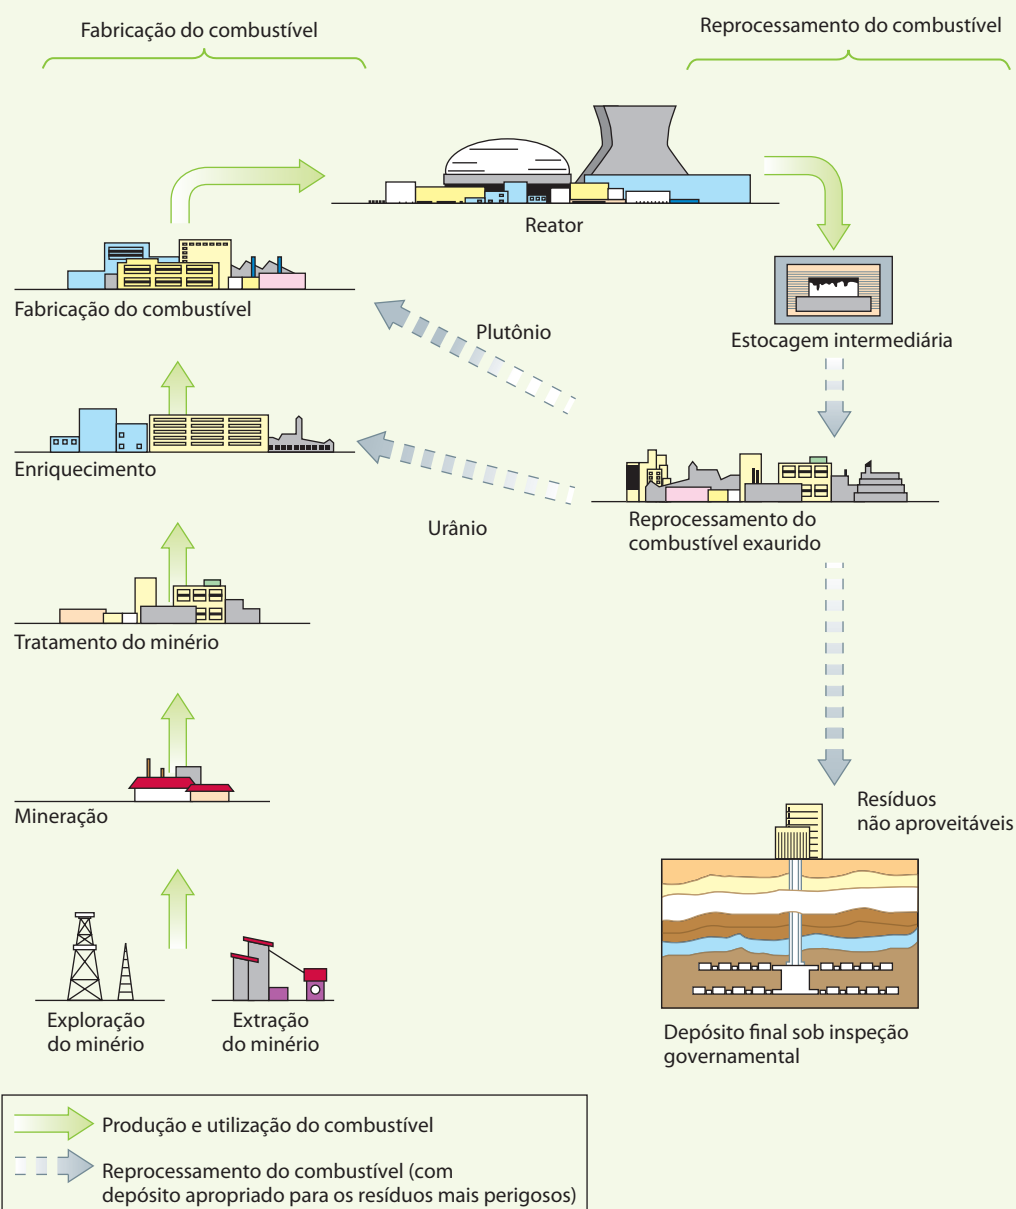 Fabricação do combustível
Reprocessamento do combustível
Reator
Fabricação do combustível
Plutônio
Estocagem intermediária
Enriquecimento
Urânio
Reprocessamento do
combustível exaurido
Tratamento do minério
Mineração
Resíduos
não aproveitáveis
Exploração
do minério
Extração
do minério
Depósito final sob inspeção
governamental
Produção e utilização do combustível
Reprocessamento do combustível (com
depósito apropriado para os resíduos mais perigosos)